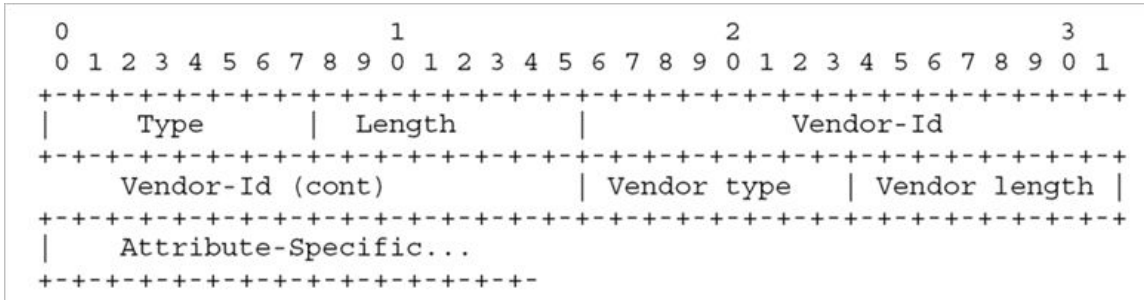 0                   1                   2                   3
 0 1 2 3 4 5 6 7 8 9 0 1 2 3 4 5 6 7 8 9 0 1 2 3 4 5 6 7 8 9 0 1
+-+-+-+-+-+-+-+-+-+-+-+-+-+-+-+-+-+-+-+-+-+-+-+-+-+-+-+-+-+-+-+-+
|     Type      |  Length       |            Vendor-Id
+-+-+-+-+-+-+-+-+-+-+-+-+-+-+-+-+-+-+-+-+-+-+-+-+-+-+-+-+-+-+-+-+
     Vendor-Id (cont)           | Vendor type   | Vendor length |
+-+-+-+-+-+-+-+-+-+-+-+-+-+-+-+-+-+-+-+-+-+-+-+-+-+-+-+-+-+-+-+-+
|    Attribute-Specific...
+-+-+-+-+-+-+-+-+-+-+-+-+-+-+-